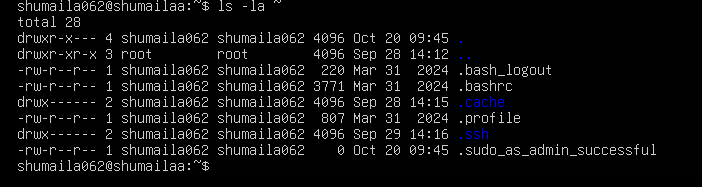 shumaila062@shumailaa:~$ ls -la ~
total 28
drwxr-x--- 4 shumaila062 shumaila062 4096 Oct 20 09:45 .
drwxr-xr-x 3 root        root        4096 Sep 28 14:12 ..
-rw-r--r-- 1 shumaila062 shumaila062  220 Mar 31  2024 .bash_logout
-rw-r--r-- 1 shumaila062 shumaila062 3771 Mar 31  2024 .bashrc
drwx------ 2 shumaila062 shumaila062 4096 Sep 28 14:15 .cache
-rw-r--r-- 1 shumaila062 shumaila062  807 Mar 31  2024 .profile
drwx------ 2 shumaila062 shumaila062 4096 Sep 29 14:16 .ssh
-rw-r--r-- 1 shumaila062 shumaila062    0 Oct 20 09:45 .sudo_as_admin_successful
shumaila062@shumailaa:~$